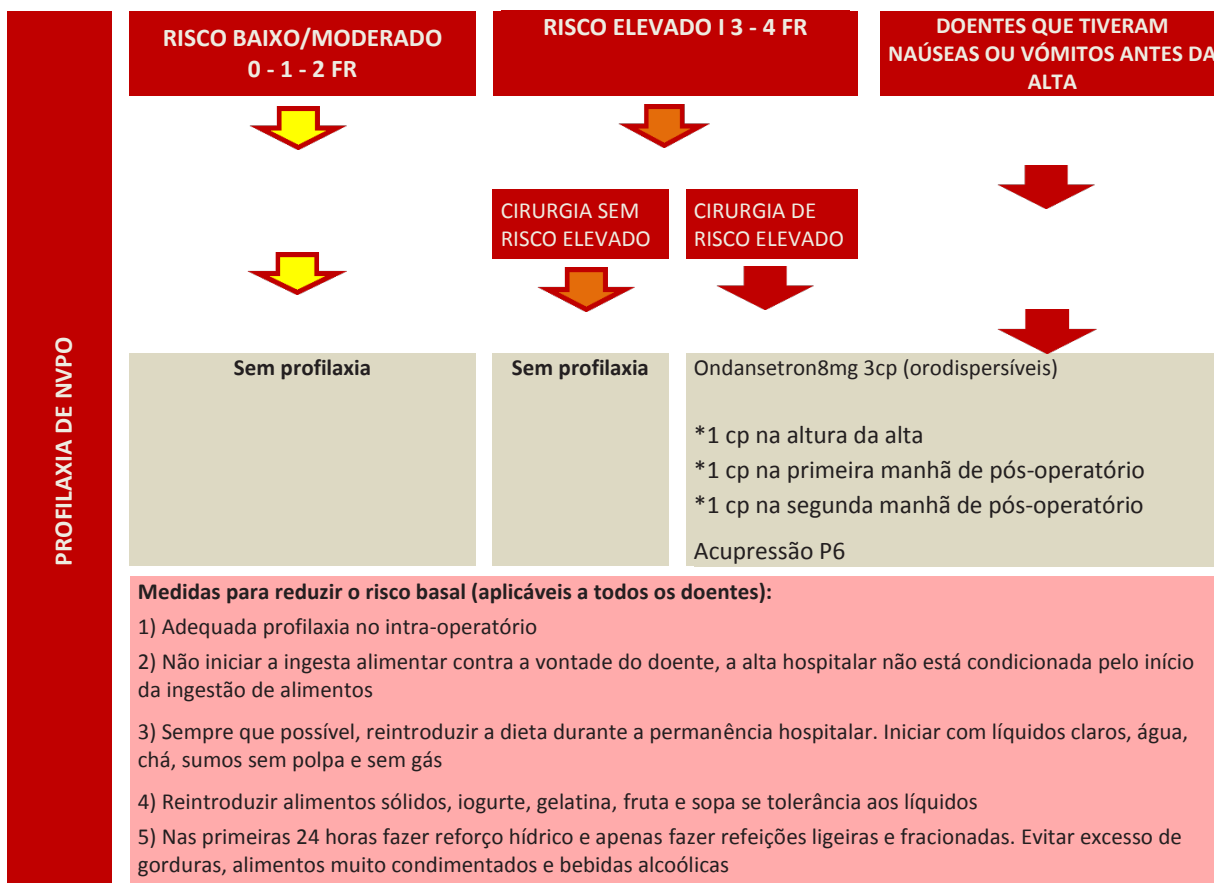 PROFILAXIA DE NVPO
RISCO BAIXO/MODERADO
0 - 1 - 2 FR
RISCO ELEVADO I 3 - 4 FR
DOENTES QUE TIVERAM
NAÚSEAS OU VÓMITOS ANTES DA
ALTA
CIRURGIA SEM
RISCO ELEVADO
CIRURGIA DE
RISCO ELEVADO
Sem profilaxia
Sem profilaxia
Ondansetron8mg 3cp (orodispersíveis)
*1 cp na altura da alta
*1 cp na primeira manhã de pós-operatório
*1 cp na segunda manhã de pós-operatório
Acupressão P6
Medidas para reduzir o risco basal (aplicáveis a todos os doentes):
1) Adequada profilaxia no intra-operatório
2) Não iniciar a ingesta alimentar contra a vontade do doente, a alta hospitalar não está condicionada pelo início
da ingestão de alimentos
3) Sempre que possível, reintroduzir a dieta durante a permanência hospitalar. Iniciar com líquidos claros, água,
chá, sumos sem polpa e sem gás
4) Reintroduzir alimentos sólidos, iogurte, gelatina, fruta e sopa se tolerância aos líquidos
5) Nas primeiras 24 horas fazer reforço hídrico e apenas fazer refeições ligeiras e fracionadas. Evitar excesso de
gorduras, alimentos muito condimentados e bebidas alcoólicas